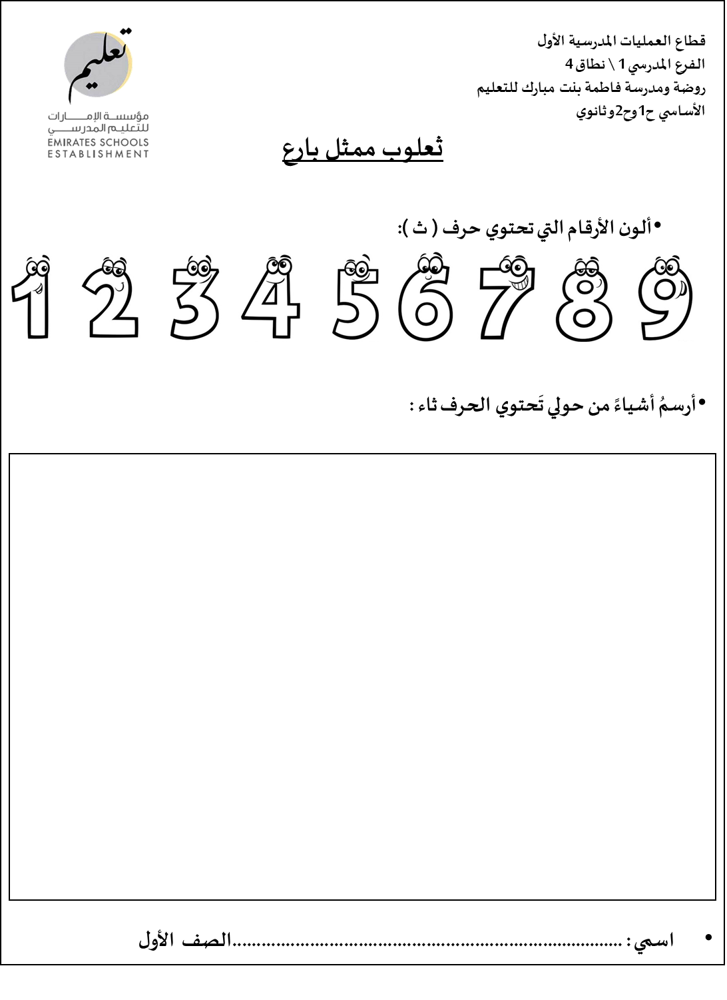 قطاع العمليات المدرسية الأول
الفرع المدرسي 1 \ نطاق 4
روضة ومدرسة فاطمة بنت مبارك للتعليم
الأساسي ح1وح2وثانوي
تعليم
مؤسسة الإمارات
للتعليم المدرسي
EMIRATES SCHOOLS
ESTABLISHMENT
ثعلوب ممثل بارع
•ألون الأرقام التي تحتوي حرف ( ث ):
1 2 3 4 5 6 7 8 9
•أرسمُ أشياءً من حولي تَحتوي الحرف ثاء :
• اسمي : ................................................................................الصف الأول